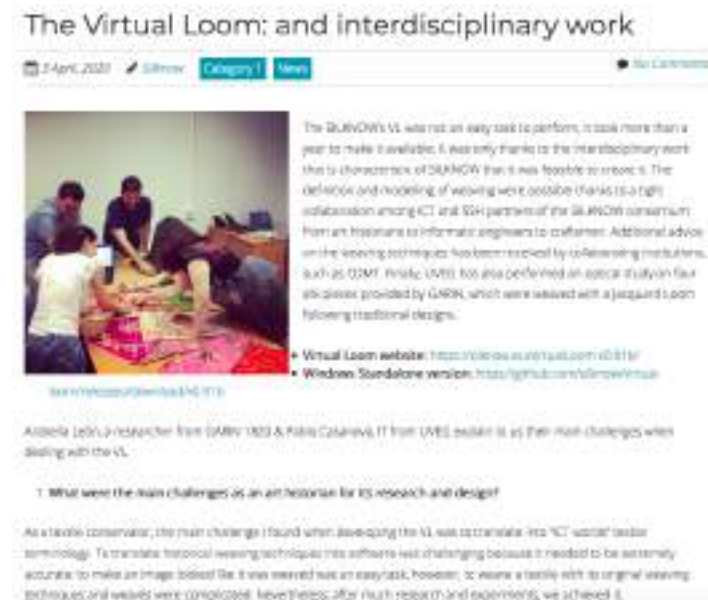 The Virtual Loom: and interdisciplinary work
April, Silknow Category 1 News No Comments
The SILKNOW's VL was not an easy task to perform, it took more than a
year to make it available. It was only thanks to the interdisciplinary work
that is characteristic of SILKNOW that it was feasible to create it. The
definition and modeling of weaving were possible thanks to a tight
collaboration among ICT and SSH partners of the SILKNOW consortium
from art historians to informatic engineers to craftsmen. Additional advice
on the weaving techniques has been received by collaborating institutions,
such as CDMT. Finally, UVEG has also performed an optical study on four
silk pieces provided by GARIN, which were weaved with a Jacquard Loom
following traditional designs.
Virtual Loom website:
Windows Standalone version:
León, a researcher from GARIN 1820 & Pablo Casanova, IT from UVEG explain to us their main challenges when
dealing with the VL.
1. What were the main challenges as an art historian for its research and design?
As a textile conservator, the main challenge I found when developing the VL was to translate into "ICT world" textile
terminology. To translate historical weaving techniques into software was challenging because it needed to be extremely
accurate: to make an image looked like it was weaved was an easy task, however, to weave a textile with its original weaving
techniques and weaves were complicated. Nevertheless, after much research and experiments, we achieved it.